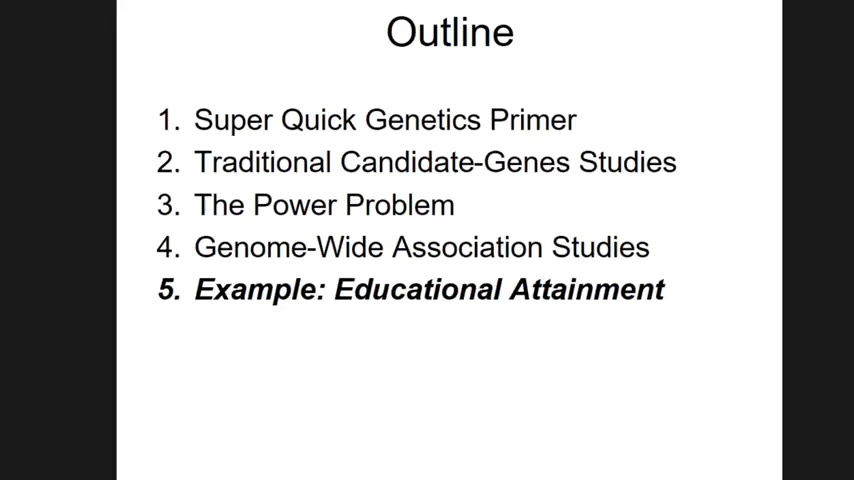 Outline
1. Super Quick Genetics Primer
2. Traditional Candidate-Genes Studies
3. The Power Problem
4. Genome-Wide Association Studies
5. Example: Educational Attainment